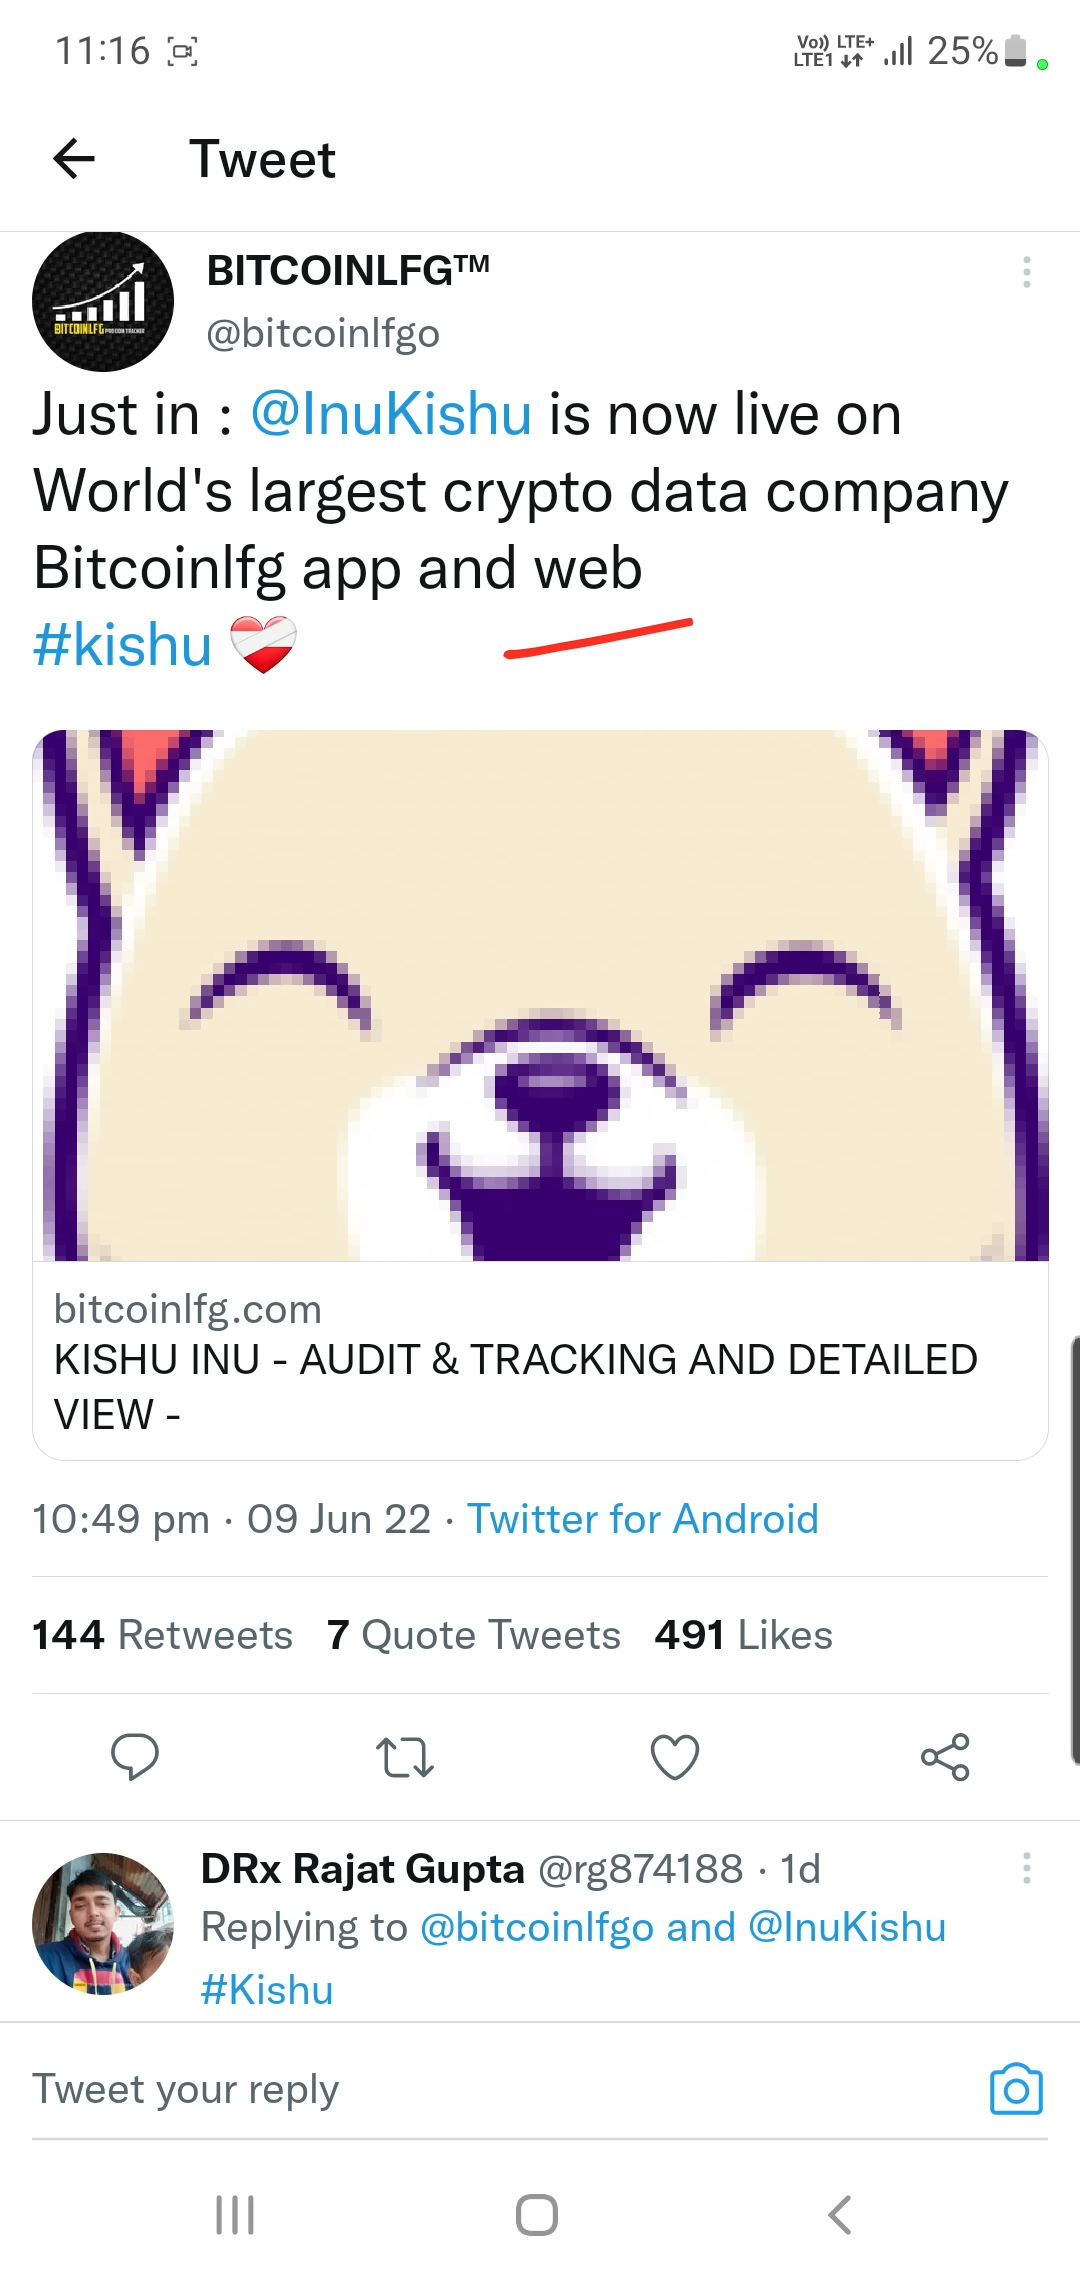 11:16
Vo)) LTE+
LTE1
25%
Tweet
BITCOINLFG
BITCOINLFG™
@bitcoinlfgo
Just in : @InuKishu is now live on
World's largest crypto data company
Bitcoinlfg app and web
#kishu
bitcoinlfg.com
KISHU INU - AUDIT & TRACKING AND DETAILED
VIEW -
10:49 pm · 09 Jun 22 · Twitter for Android
144 Retweets 7 Quote Tweets 491 Likes
DRx Rajat Gupta @rg874188 · 1d
Replying to @bitcoinlfgo and @InuKishu
#Kishu
Tweet your reply